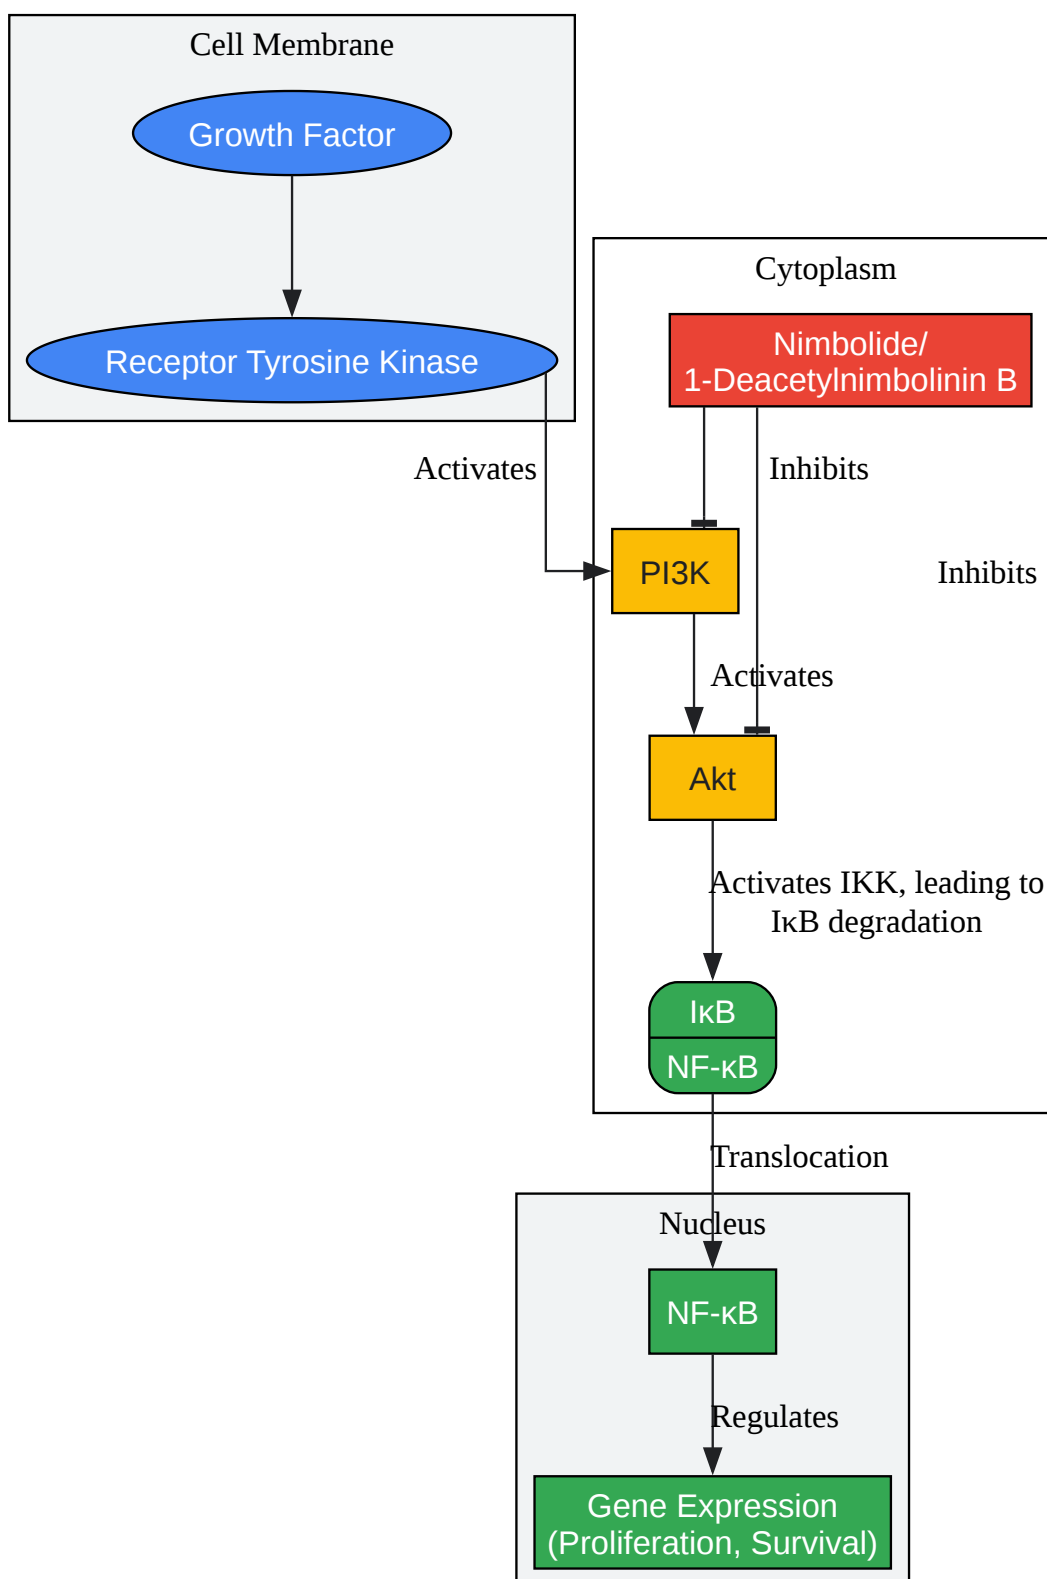 Cell Membrane
Growth Factor
Receptor Tyrosine Kinase
Cytoplasm
Nimbolide/
1-Deacetylnimbolinin B
Activates
Inhibits
PI3K
Inhibits
Activates
Akt
Activates IKK, leading to
IκB degradation
IκB
NF-κB
Translocation
Nucleus
NF-κB
Regulates
Gene Expression
(Proliferation, Survival)